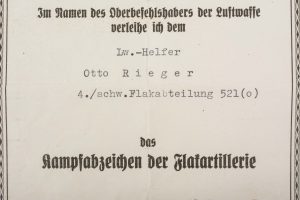 Im Namen des Oberbefehlshabers der Luftwaffe
verleihe ich dem
Lw.-Helfer
Otto Rieger
4./schw.Flakabteilung 521(o)
das
Kampfabzeichen der Flakartillerie